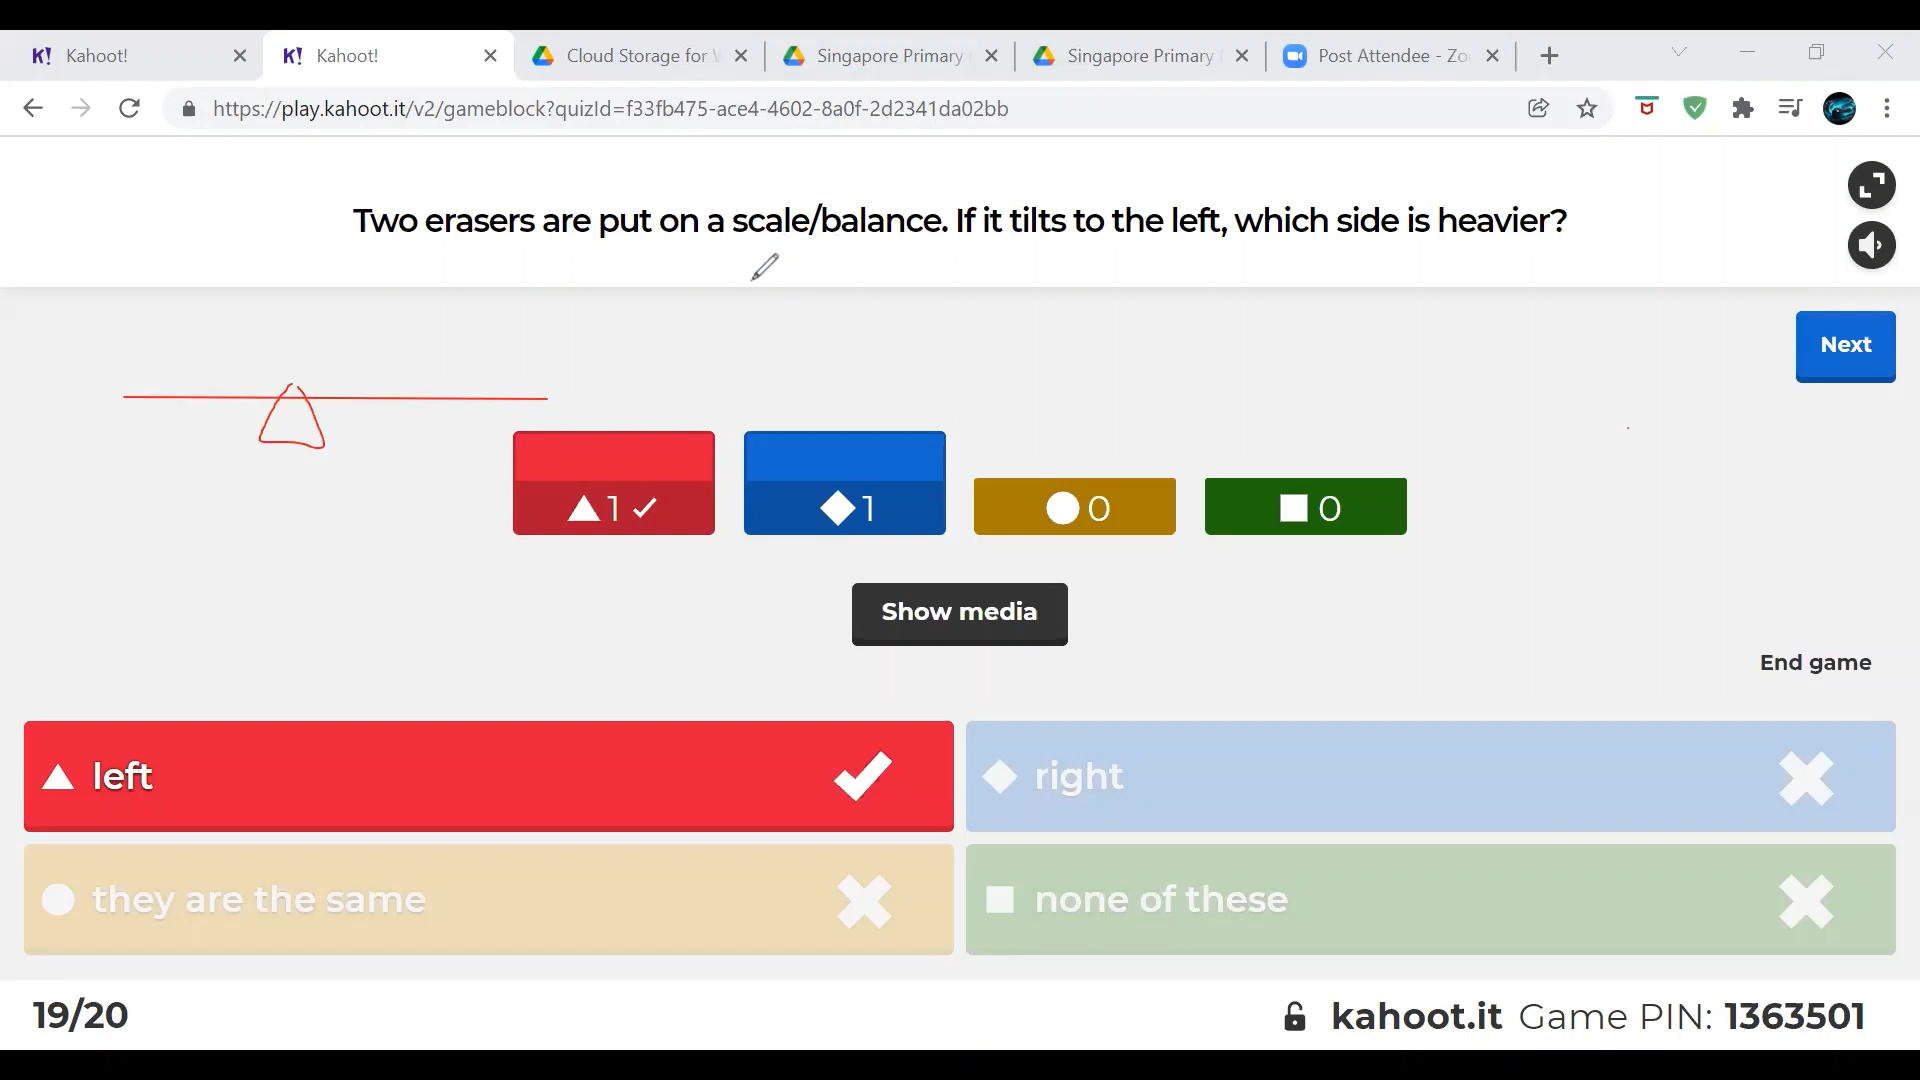 K! Kahoot!
K! Kahoot!
Cloud Storage for
Singapore Primary
Singapore Primary
Post Attendee - Zo
https://play.kahoot.it/v2/gameblock?quizId=f33fb475-ace4-4602-8a0f-2d2341da02bb
Two erasers are put on a scale/balance. If it tilts to the left, which side is heavier?
Next
1
1
0
0
Show media
End game
left
right
they are the same
none of these
19/20
kahoot.it Game PIN: 1363501